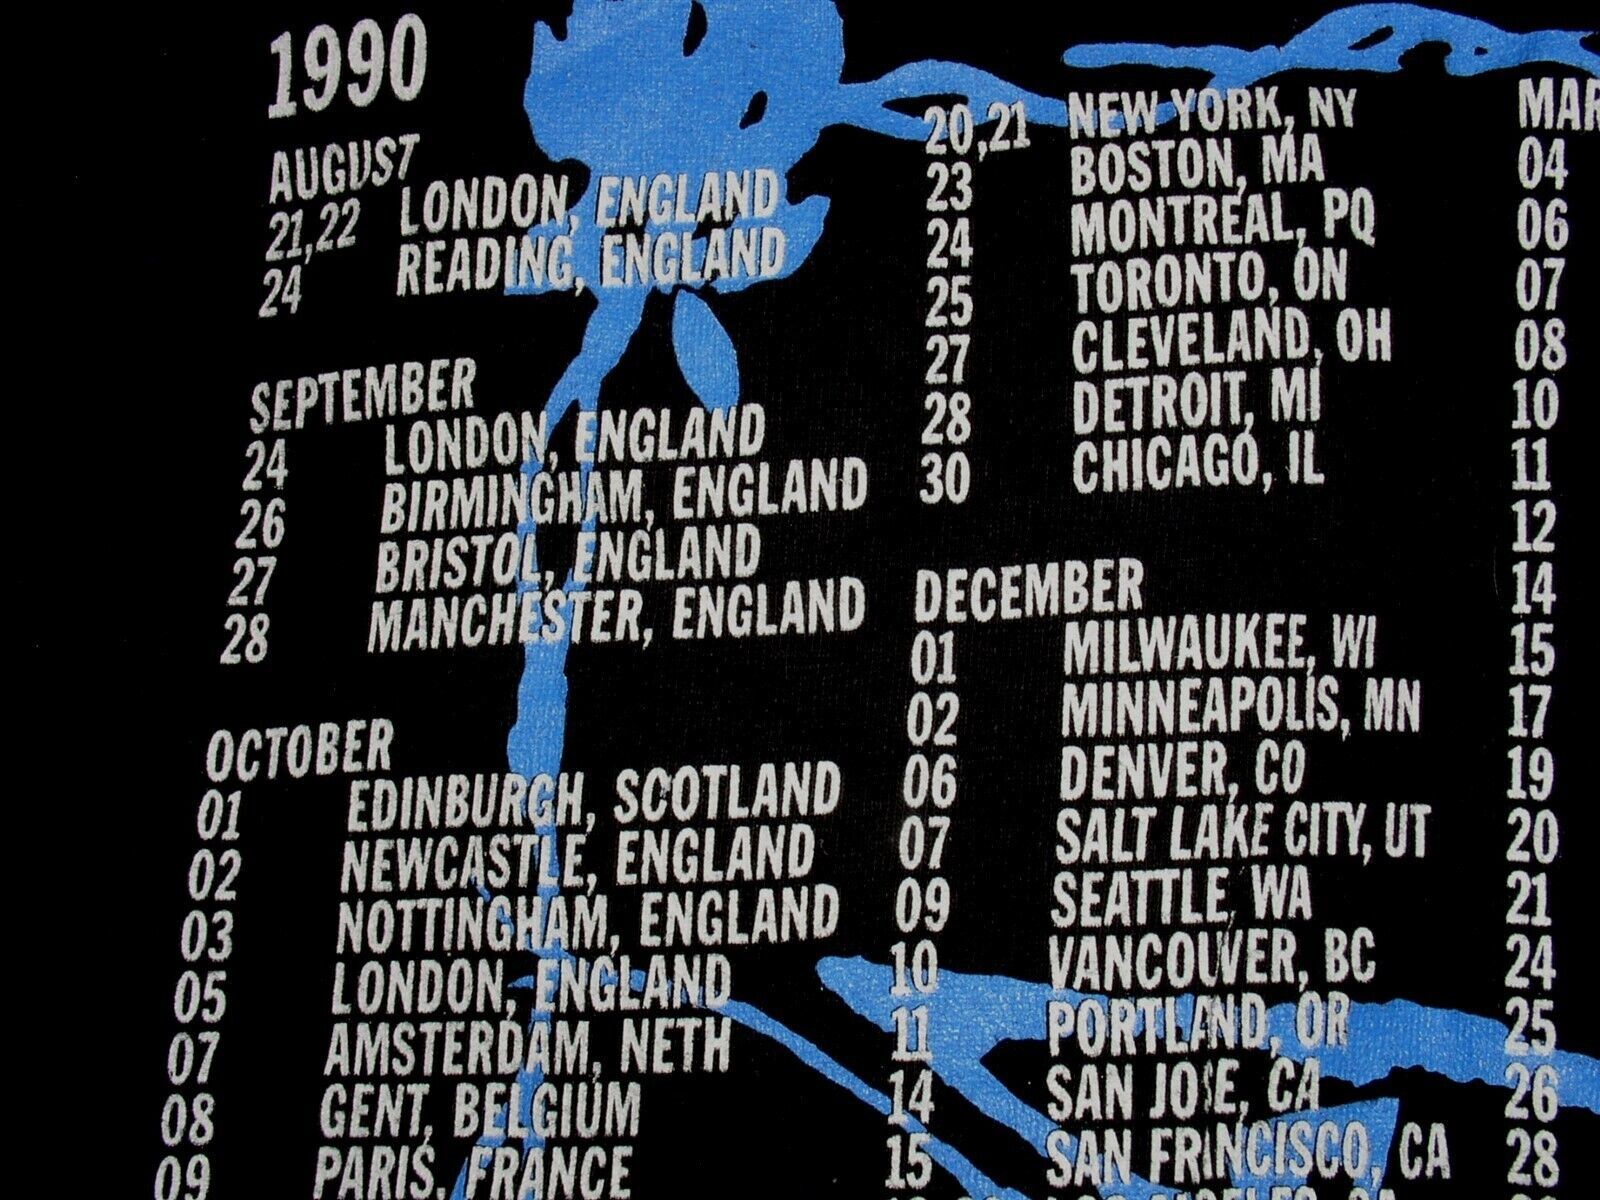 1990
AUGUST
21,22 LONDON, ENGLAND
24 READING, ENGLAND
SEPTEMBER
24 LONDON, ENGLAND
26 BIRMINGHAM, ENGLAND
27 BRISTOL, ENGLAND
28 MANCHESTER, ENGLAND
OCTOBER
01 EDINBURGH, SCOTLAND
02 NEWCASTLE, ENGLAND
03 NOTTINGHAM, ENGLAND
05 LONDON, ENGLAND
07 AMSTERDAM, NETH
08 GENT, BELGIUM
09 PARIS, FRANCE
20,21 NEW YORK, NY
23 BOSTON, MA
24 MONTREAL, PQ
25 TORONTO, ON
27 CLEVELAND, OH
28 DETROIT, MI
30 CHICAGO, IL
DECEMBER
01 MILWAUKEE, WI
02 MINNEAPOLIS, MN
06 DENVER, CO
07 SALT LAKE CITY, UT
09 SEATTLE, WA
10 VANCOUVER, BC
11 PORTLAND, OR
14 SAN JOSE, CA
15 SAN FRINCISCO, CA
MAR
04
06
07
08
10
11
12
14
15
17
19
20
21
24
25
26
28